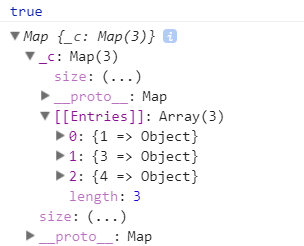 true
▼ Map {_c: Map(3)} i
▼ _c: Map(3)
size: (...)
▶ __proto__: Map
▼ [[Entries]]: Array(3)
▶ 0: {1 => Object}
▶ 1: {3 => Object}
▶ 2: {4 => Object}
length: 3
size: (...)
▶ __proto__: Map